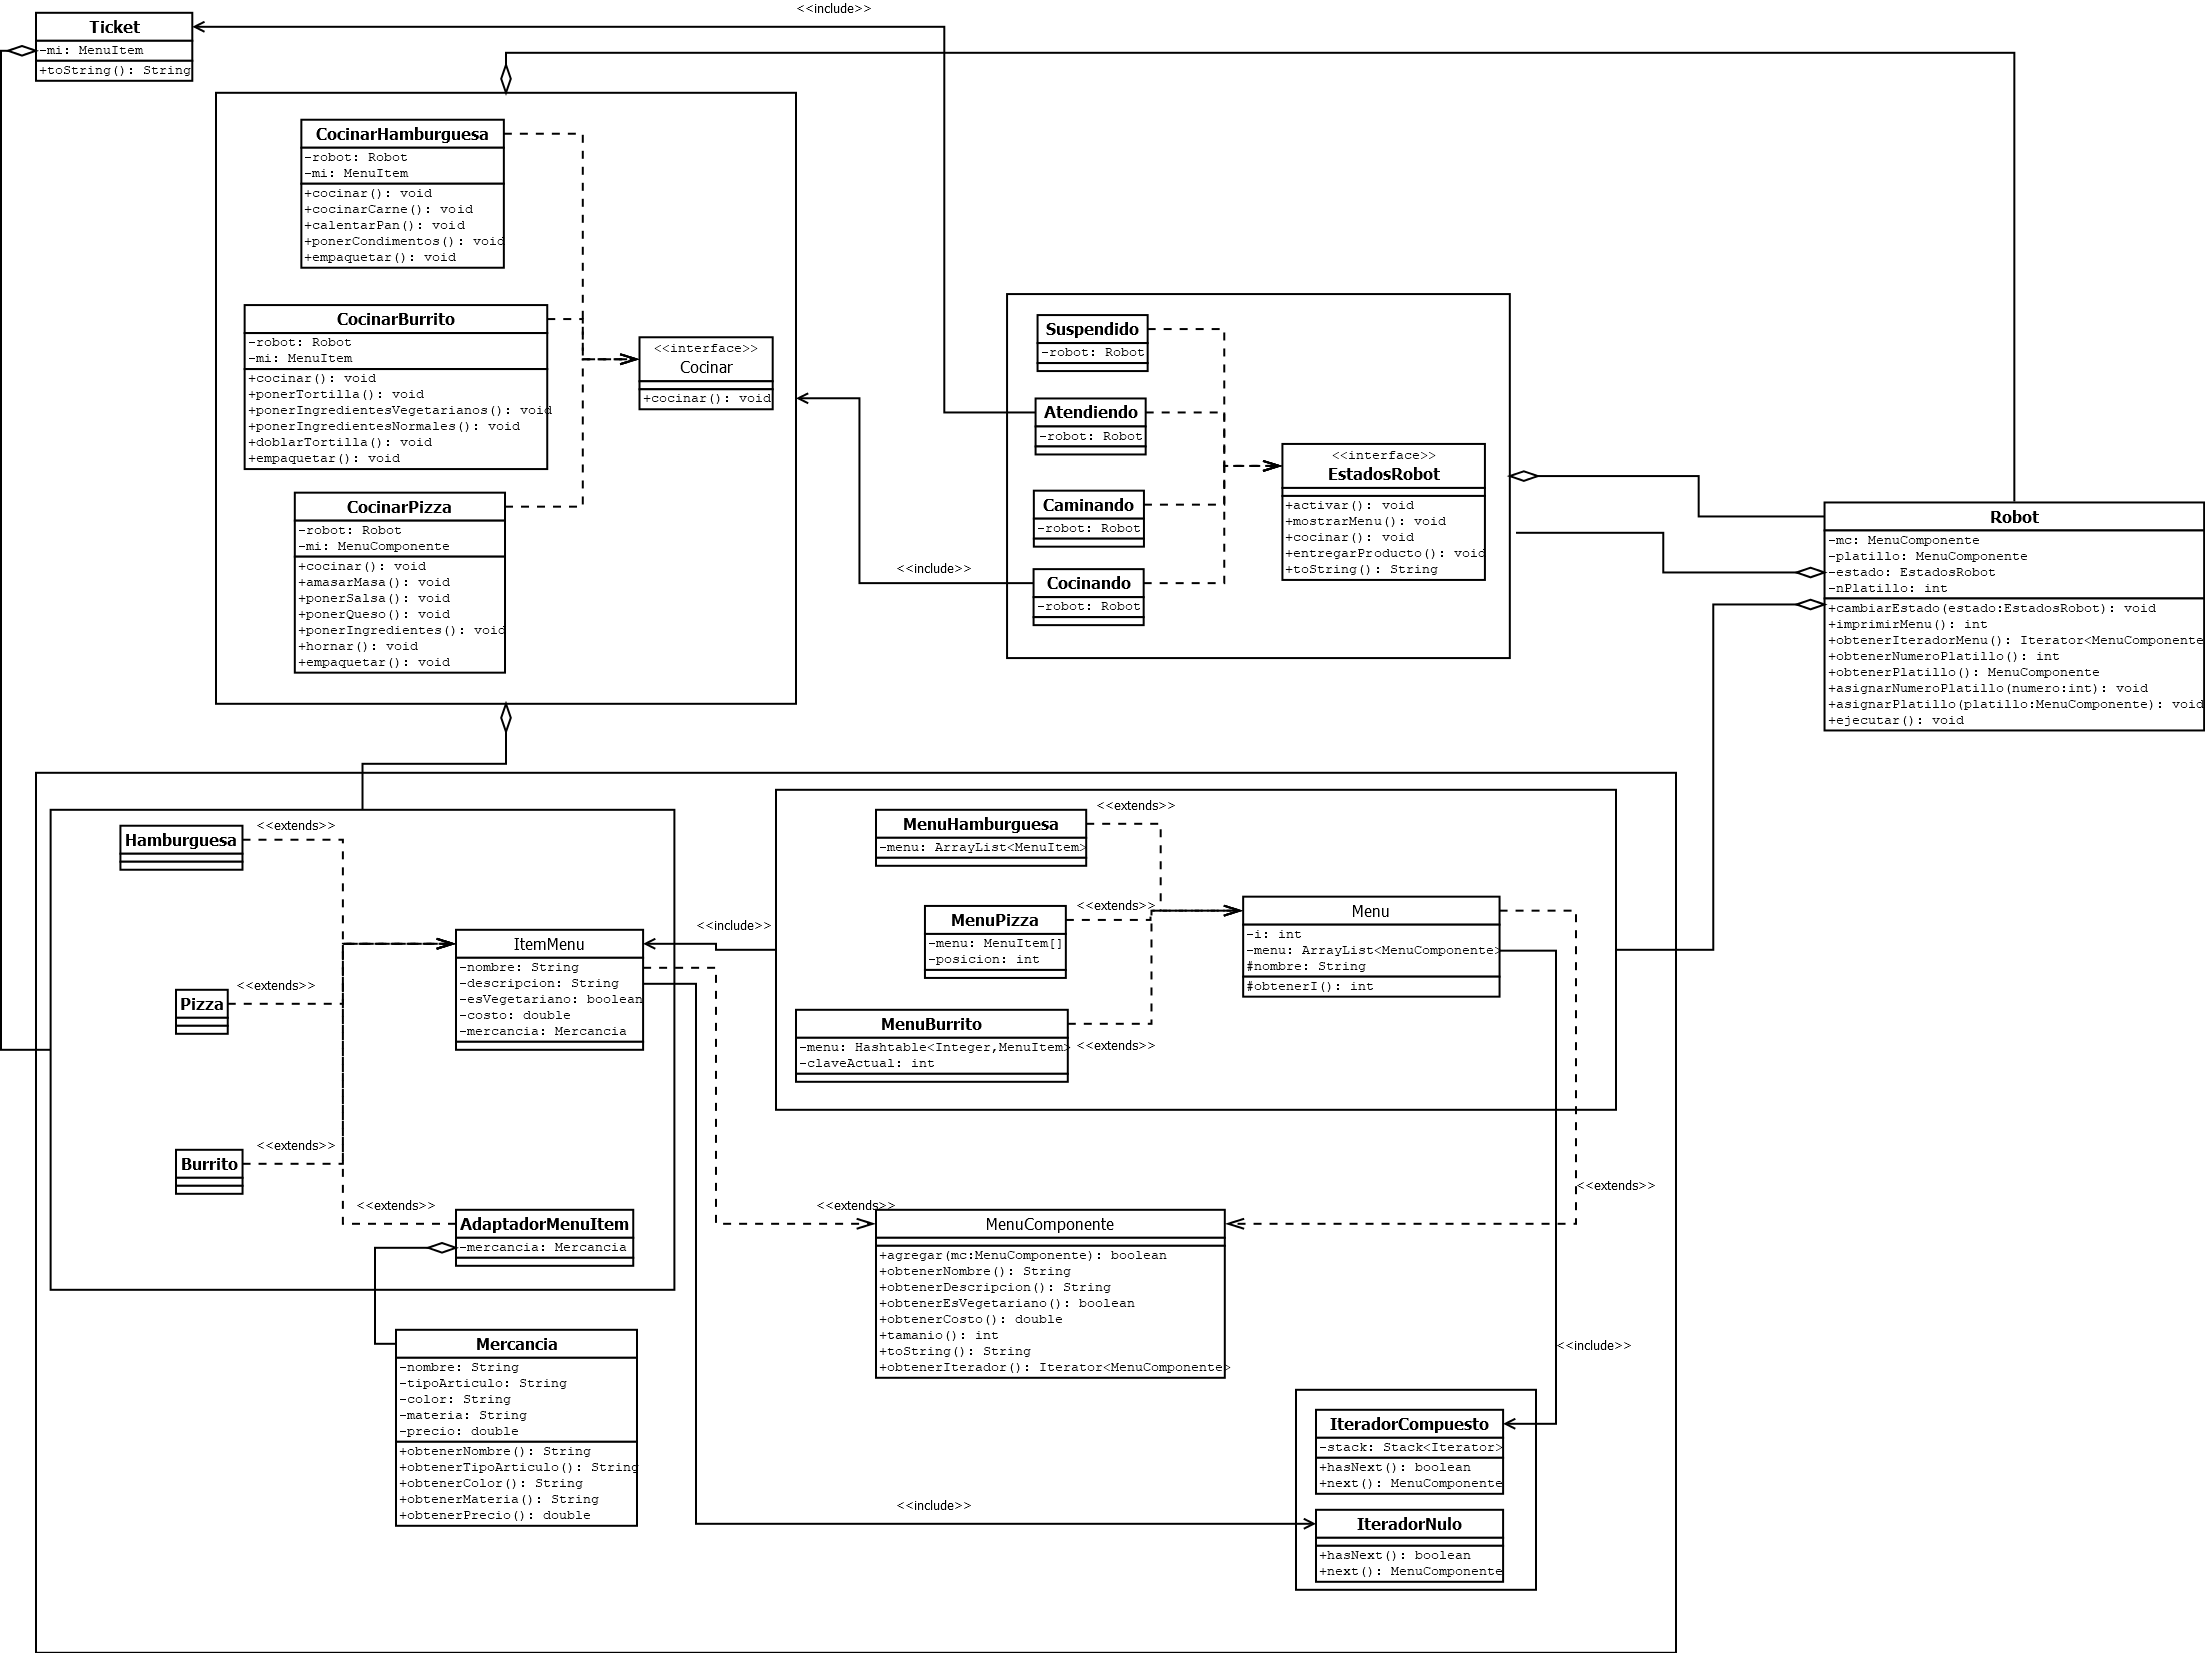 <<include>>
Ticket
-mi: MenuItem
+toString(): String
CocinarHamburguesa
-robot: Robot
-mi: MenuItem
+cocinar(): void
+cocinarCarne(): void
+calentarPan(): void
+ponerCondimentos(): void
+empaquetar(): void
CocinarBurrito
-robot: Robot
-mi: MenuItem
+cocinar(): void
+ponerTortilla(): void
+ponerIngredientesVegetarianos(): void
+ponerIngredientesNormales(): void
+doblarTortilla(): void
+empaquetar(): void
<<interface>>
Cocinar
+cocinar(): void
CocinarPizza
-robot: Robot
-mi: MenuComponente
+cocinar(): void
+amasarMasa(): void
+ponerSalsa(): void
+ponerQueso(): void
+ponerIngredientes(): void
+hornar(): void
+empaquetar(): void
Suspendido
-robot: Robot
Atendiendo
-robot: Robot
Caminando
-robot: Robot
<<include>>
Cocinando
-robot: Robot
<<interface>>
EstadosRobot
+activar(): void
+mostrarMenu(): void
+cocinar(): void
+entregarProducto(): void
+toString(): String
Robot
-mc: MenuComponente
-platillo: MenuComponente
-estado: EstadosRobot
-nPlatillo: int
+cambiarEstado(estado:EstadosRobot): void
+imprimirMenu(): int
+obtenerIteradorMenu(): Iterator<MenuComponente
+obtenerNumeroPlatillo(): int
+obtenerPlatillo(): MenuComponente
+asignarNumeroPlatillo(numero:int): void
+asignarPlatillo(platillo:MenuComponente): void
+ejecutar(): void
Hamburguesa
<<extends>>
Pizza
<<extends>>
Burrito
<<extends>>
ItemMenu
-nombre: String
-descripcion: String
-esVegetariano: boolean
-costo: double
-mercancia: Mercancia
<<extends>>
AdaptadorMenuItem
-mercancia: Mercancia
<<include>>
MenuHamburguesa
-menu: ArrayList<MenuItem>
<<extends>>
MenuPizza
-menu: MenuItem[]
-posicion: int
<<extends>>
MenuBurrito
-menu: Hashtable<Integer,MenuItem>
-claveActual: int
<<extends>>
Menu
-i: int
-menu: ArrayList<MenuComponente>
#nombre: String
#obtenerI(): int
<<extends>>
<<extends>>
MenuComponente
+agregar(mc:MenuComponente): boolean
+obtenerNombre(): String
+obtenerDescripcion(): String
+obtenerEsVegetariano(): boolean
+obtenerCosto(): double
+tamanio(): int
+toString(): String
+obtenerIterador(): Iterator<MenuComponente>
Mercancia
-nombre: String
-tipoArticulo: String
-color: String
-materia: String
-precio: double
+obtenerNombre(): String
+obtenerTipoArticulo(): String
+obtenerColor(): String
+obtenerMateria(): String
+obtenerPrecio(): double
<<include>>
<<include>>
IteradorCompuesto
-stack: Stack<Iterator>
+hasNext(): boolean
+next(): MenuComponente
IteradorNulo
+hasNext(): boolean
+next(): MenuComponente